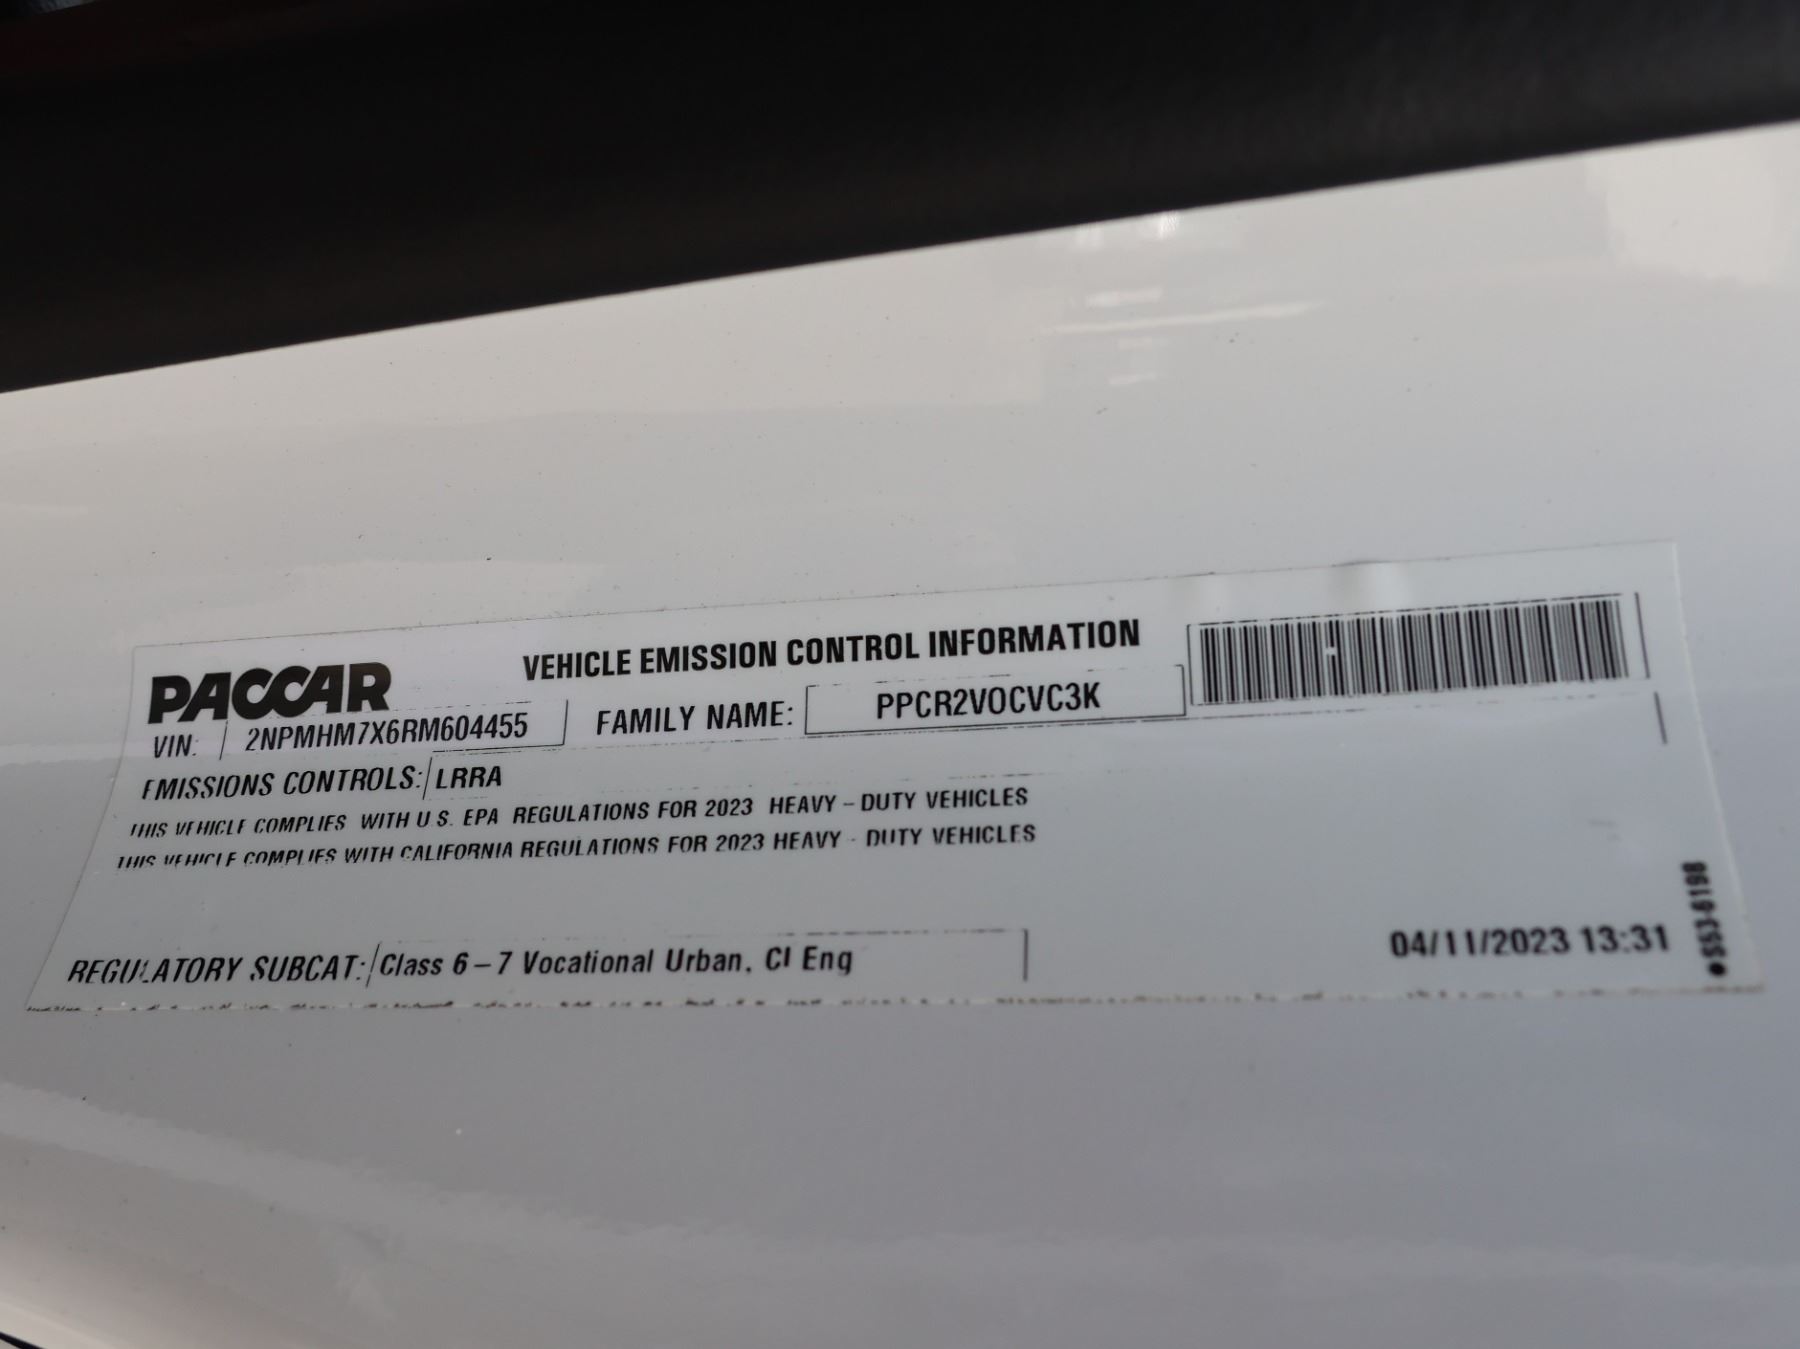 PACCAR
VEHICLE EMISSION CONTROL INFORMATION
VIN: 2NPMHM7X6RM604455 FAMILY NAME: PPCR2VOCVC3K
EMISSIONS CONTROLS: LRRA
THIS VEHICLE COMPLIES WITH U.S. EPA REGULATIONS FOR 2023 HEAVY - DUTY VEHICLES
THIS VEHICLE COMPLIES WITH CALIFORNIA REGULATIONS FOR 2023 HEAVY - DUTY VEHICLES
REGULATORY SUBCAT: Class 6 - 7 Vocational Urban, CI Eng
04/11/2023 13:31